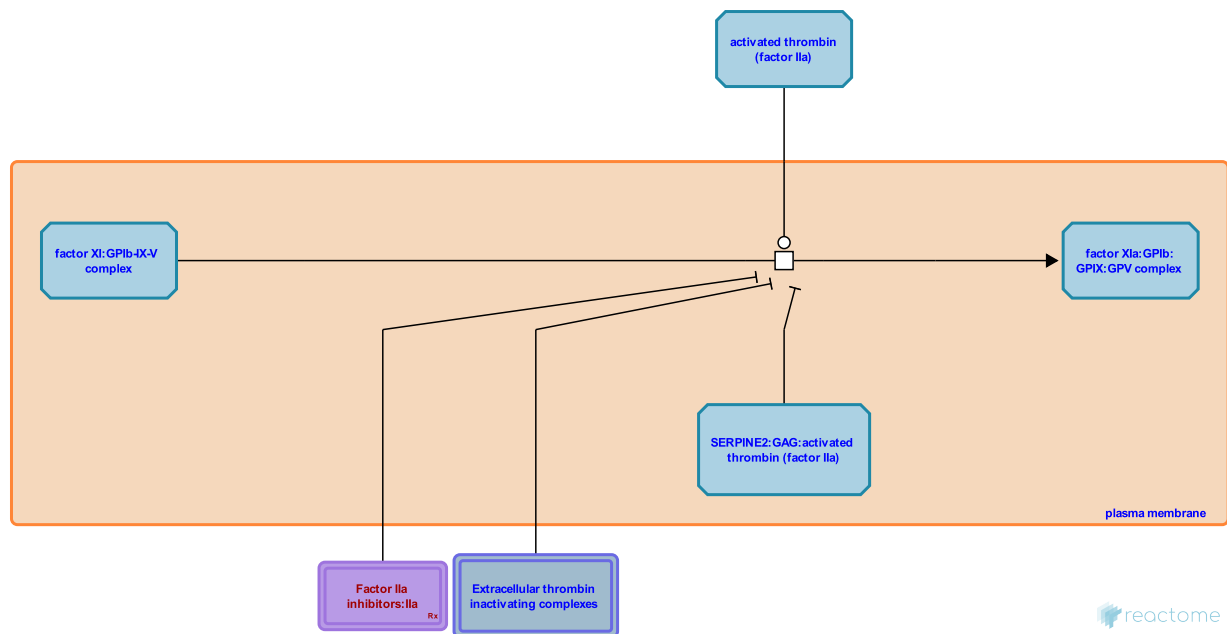 activated thrombin
(factor IIa)
factor XI:GPIb-IX-V
complex
factor XIa:GPIb:
GPIX:GPV complex
SERPINE2:GAG:activated
thrombin (factor IIa)
plasma membrane
Factor IIa
inhibitors:IIa
Rx
Extracellular thrombin
inactivating complexes
reactome